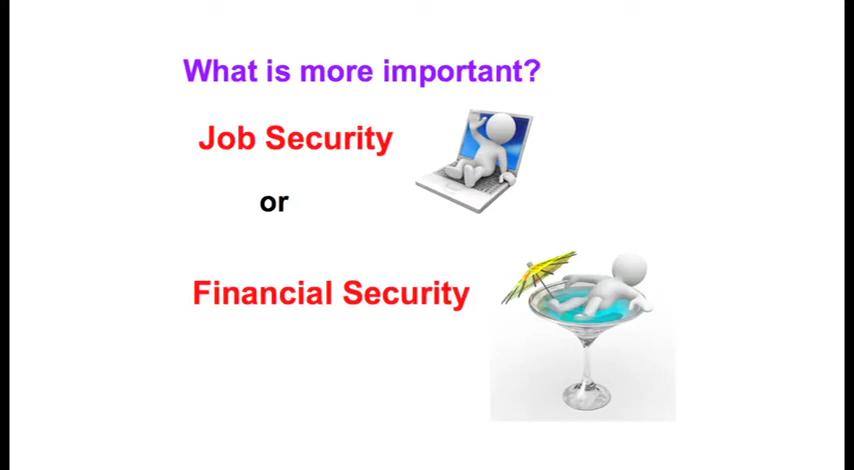 What is more important?
Job Security
or
Financial Security